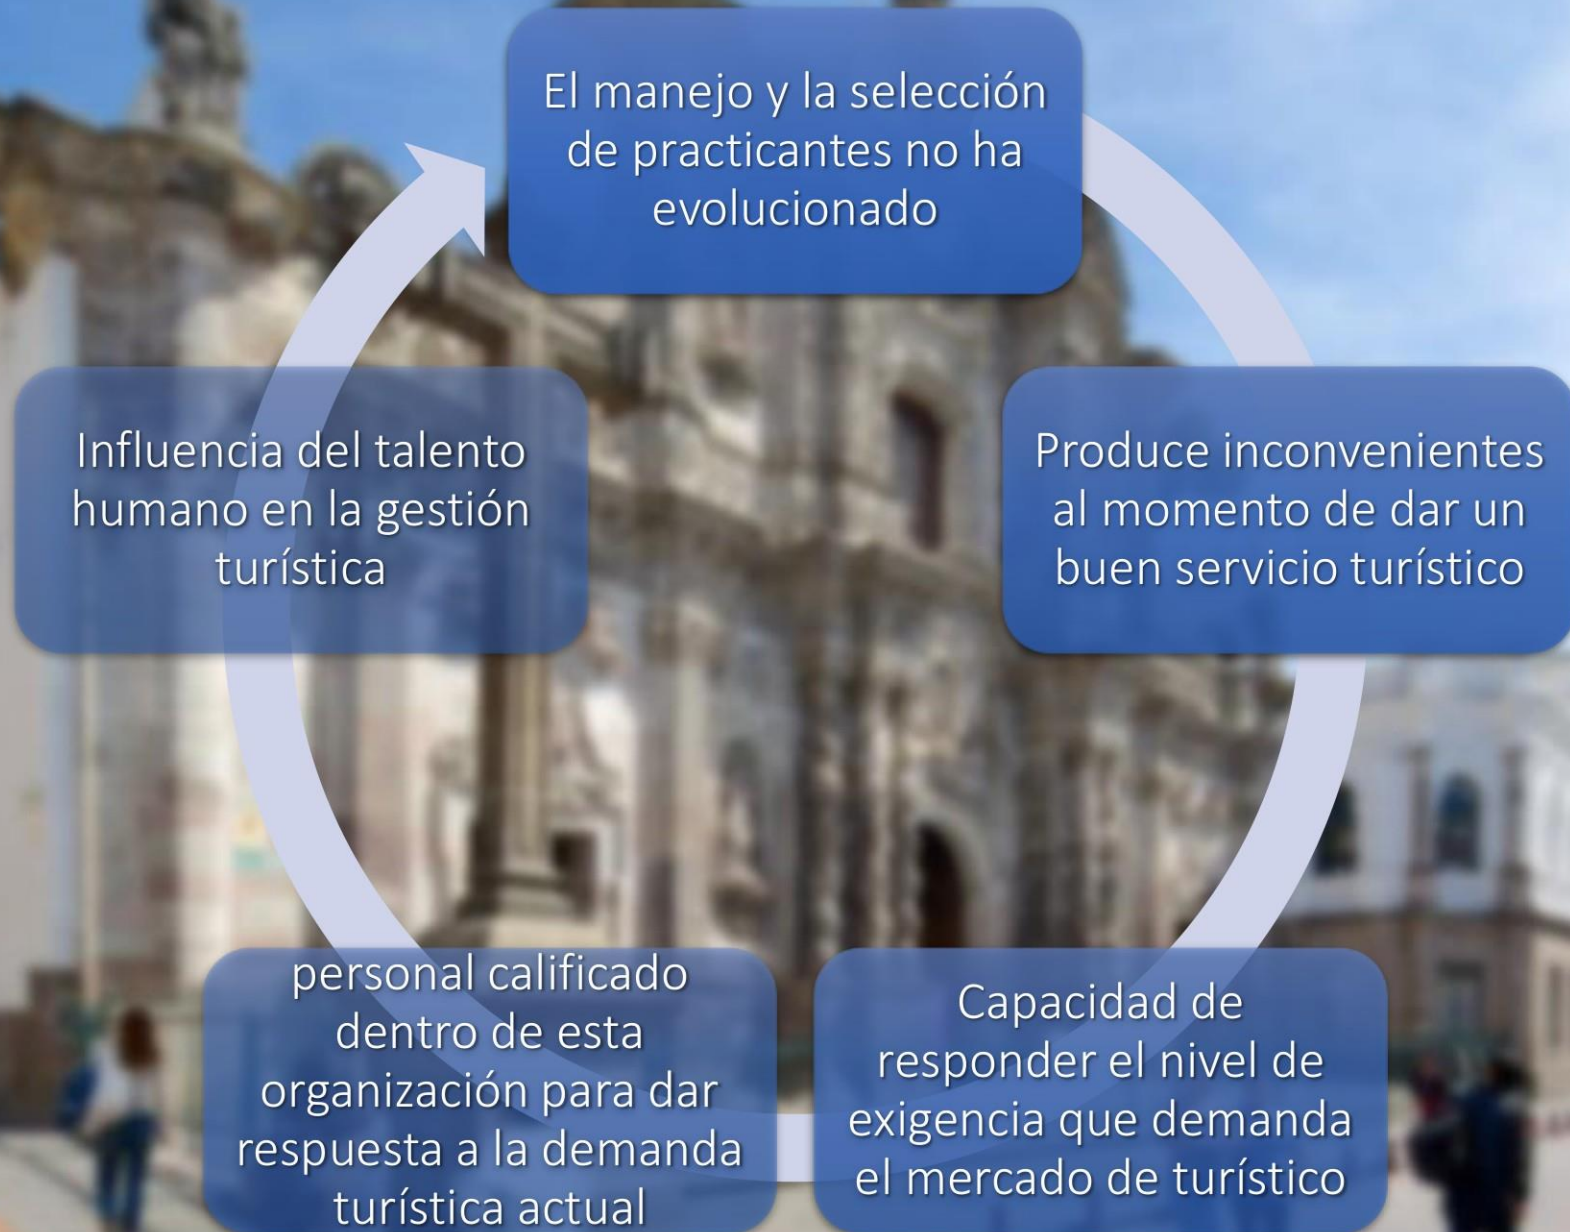 El manejo y la selección
de practicantes no ha
evolucionado
Produce inconvenientes
al momento de dar un
buen servicio turístico
Capacidad de
responder el nivel de
exigencia que demanda
el mercado de turístico
personal calificado
dentro de esta
organización para dar
respuesta a la demanda
turística actual
Influencia del talento
humano en la gestión
turística